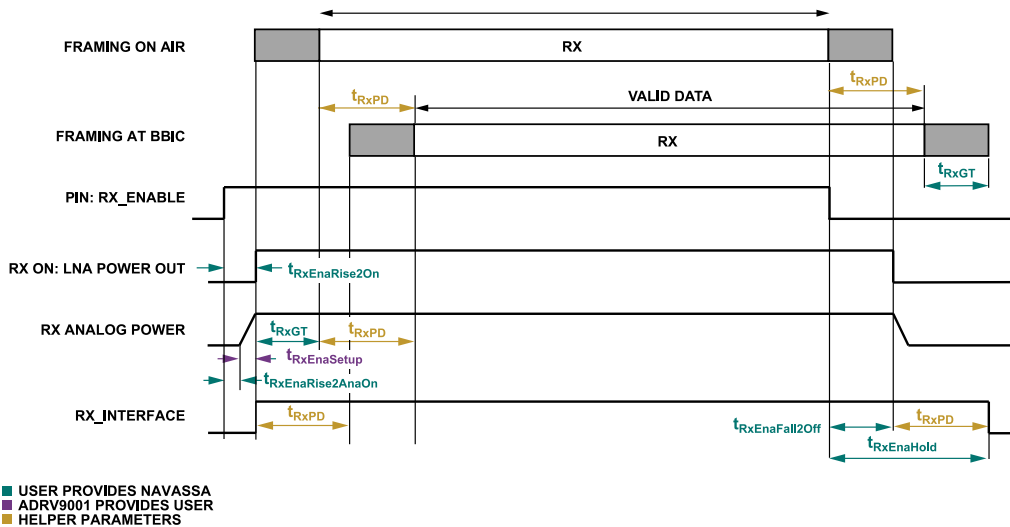 FRAMING ON AIR
RX
tRxPD
tRxPD
VALID DATA
FRAMING AT BBIC
RX
tRxGT
PIN: RX_ENABLE
RX ON: LNA POWER OUT
tRxEnaRise2On
RX ANALOG POWER
tRxGT
tRxPD
tRxEnaSetup
tRxEnaRise2AnaOn
RX_INTERFACE
tRxPD
tRxEnaFall2Off
tRxPD
tRxEnaHold
USER PROVIDES NAVASSA
ADRV9001 PROVIDES USER
HELPER PARAMETERS